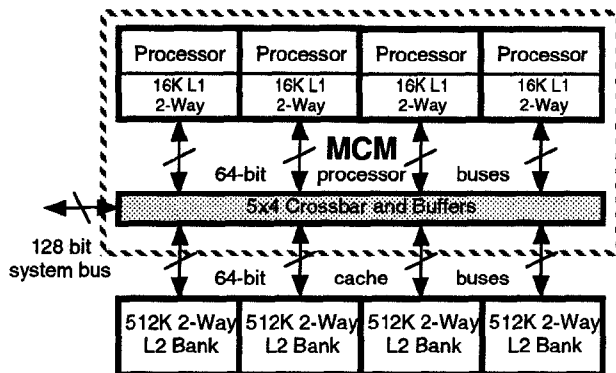 Processor Processor Processor Processor
16K L1 16K L1 16K L1 16K L1
2-Way 2-Way 2-Way 2-Way
MCM
64-bit processor buses
5x4 Crossbar and Buffers
128 bit
system bus
64-bit cache buses
512K 2-Way 512K 2-Way 512K 2-Way 512K 2-Way
L2 Bank L2 Bank L2 Bank L2 Bank